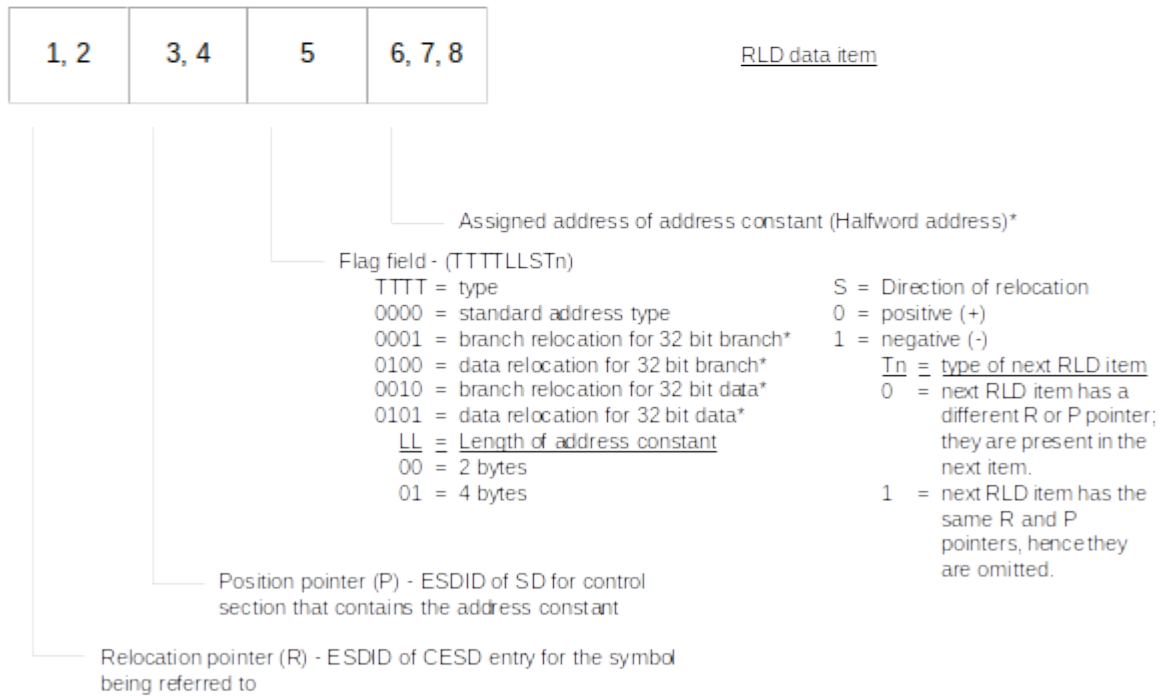 1, 2 3, 4 5 6, 7, 8
RLD data item
Assigned address of address constant (Halfword address)*
Flag field - (TTTTLLSTn)
TTTT = type
0000 = standard address type
0001 = branch relocation for 32 bit branch*
0100 = data relocation for 32 bit branch*
0010 = branch relocation for 32 bit data*
0101 = data relocation for 32 bit data*
LL = Length of address constant
00 = 2 bytes
01 = 4 bytes
S = Direction of relocation
0 = positive (+)
1 = negative (-)
Tn = type of next RLD item
0 = next RLD item has a
different R or P pointer;
they are present in the
next item.
1 = next RLD item has the
same R and P
pointers, hence they
are omitted.
Position pointer (P) - ESDID of SD for control
section that contains the address constant
Relocation pointer (R) - ESDID of CESD entry for the symbol
being referred to